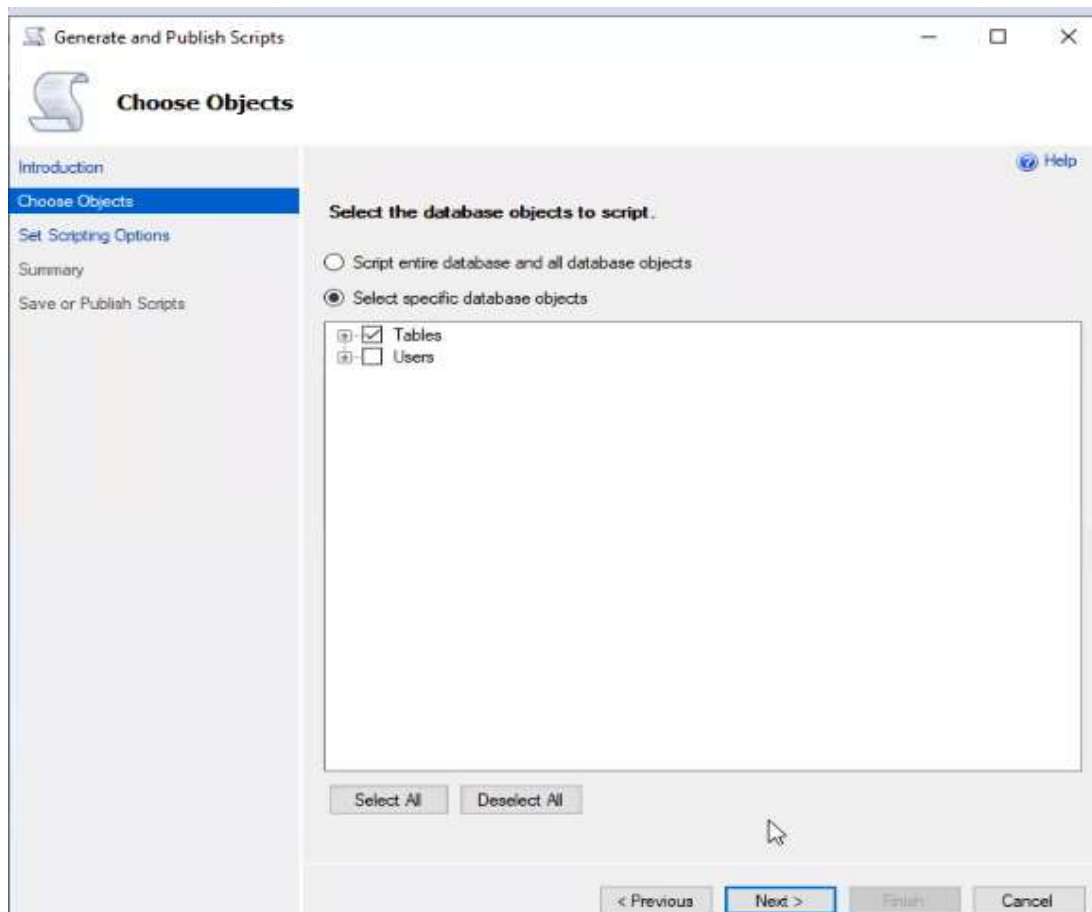 Generate and Publish Scripts
Choose Objects
Introduction
Choose Objects
Set Scripting Options
Summary
Save or Publish Scripts
Help
Select the database objects to script.
Script entire database and all database objects
Select specific database objects
Tables
Users
Select All
Deselect All
< Previous
Next >
Finish
Cancel